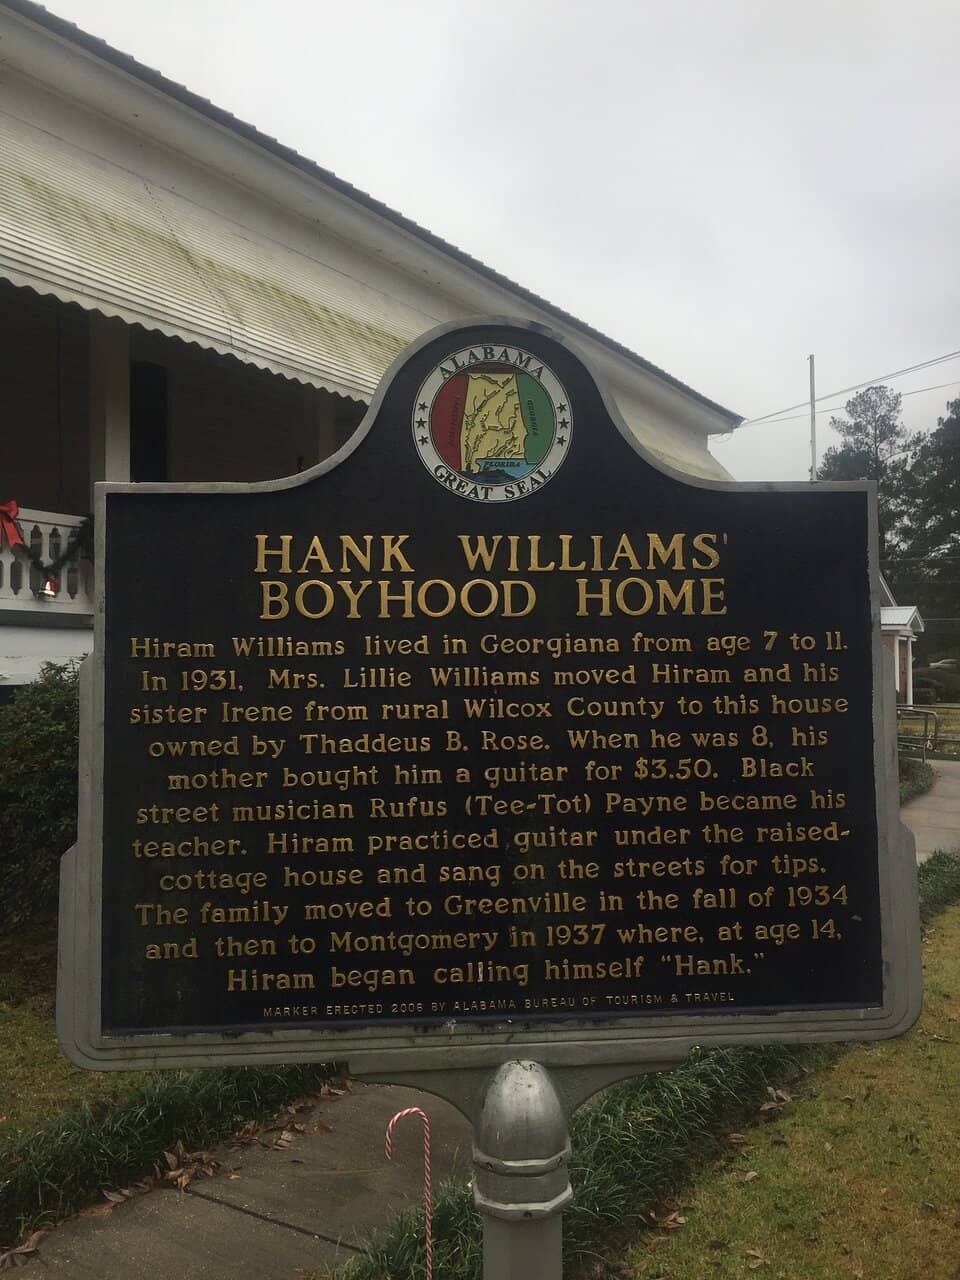 ALABAMA
GEORGIA
FLORIDA
GREAT SEAL
HANK WILLIAMS'
BOYHOOD HOME
Hiram Williams lived in Georgiana from age 7 to 11.
In 1931, Mrs. Lillie Williams moved Hiram and his
sister Irene from rural Wilcox County to this house
owned by Thaddeus B. Rose. When he was 8, his
mother bought him a guitar for $3.50. Black
street musician Rufus (Tee-Tot) Payne became his
teacher. Hiram practiced guitar under the raised-
cottage house and sang on the streets for tips.
The family moved to Greenville in the fall of 1934
and then to Montgomery in 1937 where, at age 14,
Hiram began calling himself "Hank."
MARKER ERECTED 2006 BY ALABAMA BUREAU OF TOURISM & TRAVEL